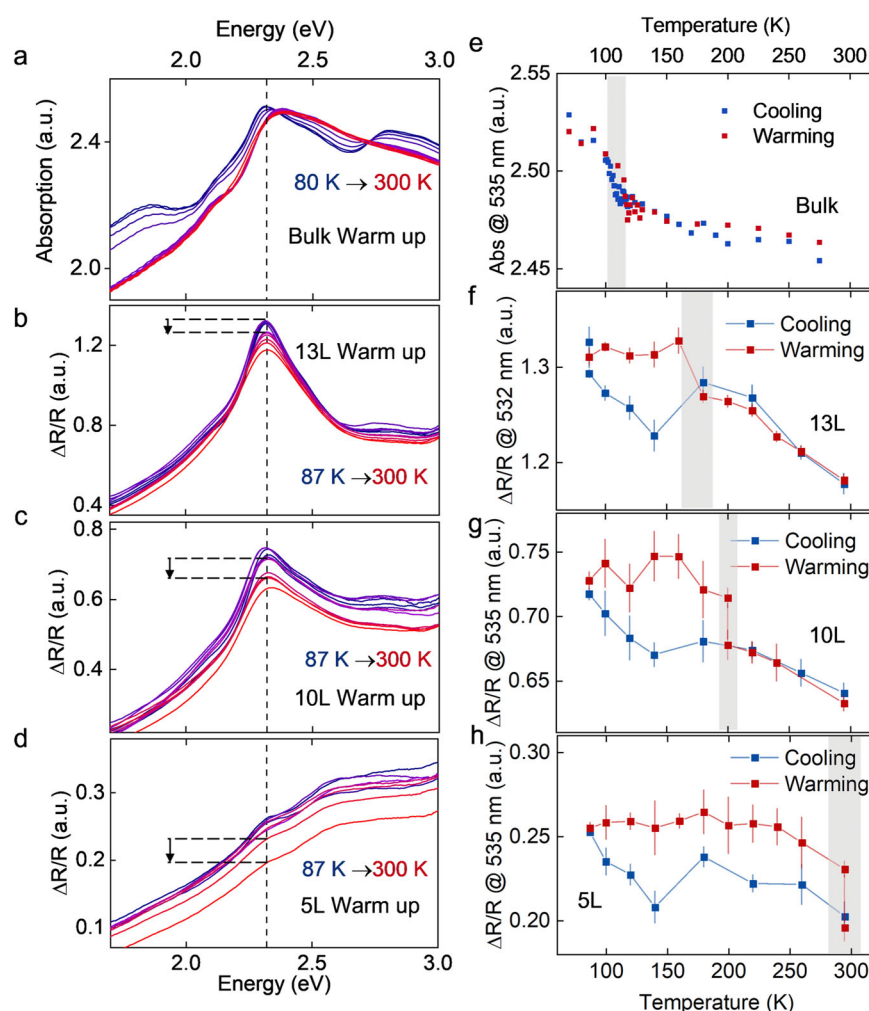 Energy (eV)
2.0 2.5 3.0
a
Absorption (a.u.)
2.4
2.0
80 K → 300 K
Bulk Warm up
b
ΔR/R (a.u.)
1.2
0.8
0.4
13L Warm up
87 K → 300 K
c
ΔR/R (a.u.)
0.8
0.6
0.4
87 K → 300 K
10L Warm up
d
ΔR/R (a.u.)
0.3
0.2
0.1
87 K → 300 K
5L Warm up
2.0 2.5 3.0
Energy (eV)
Temperature (K)
100 150 200 250 300
e
Abs @ 535 nm (a.u.)
2.55
2.50
2.45
Cooling
Warming
Bulk
f
ΔR/R @ 532 nm (a.u.)
1.3
1.2
Cooling
Warming
13L
g
ΔR/R @ 535 nm (a.u.)
0.75
0.70
0.65
Cooling
Warming
10L
h
ΔR/R @ 535 nm (a.u.)
0.30
0.25
0.20
Cooling
Warming
5L
100 150 200 250 300
Temperature (K)